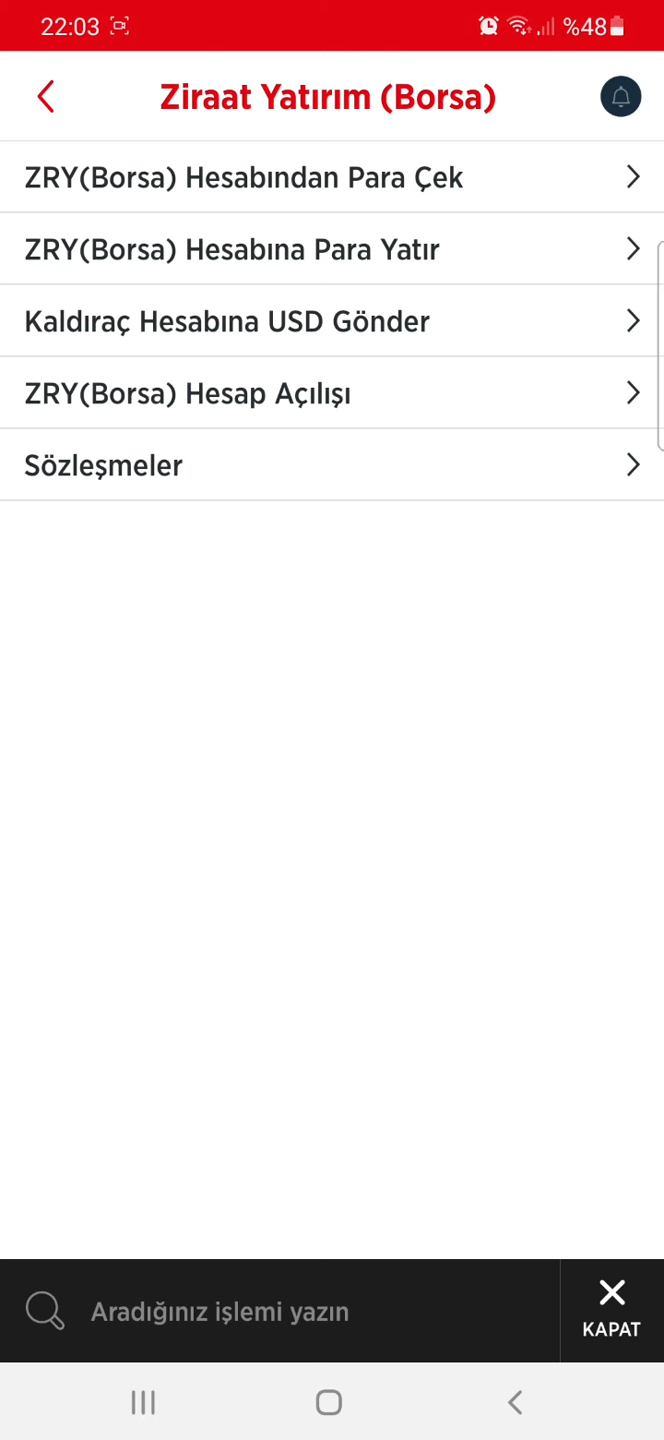 22:03
%48
Ziraat Yatırım (Borsa)
ZRY(Borsa) Hesabından Para Çek
ZRY(Borsa) Hesabına Para Yatır
Kaldıraç Hesabına USD Gönder
ZRY(Borsa) Hesap Açılışı
Sözleşmeler
Aradığınız işlemi yazın
KAPAT